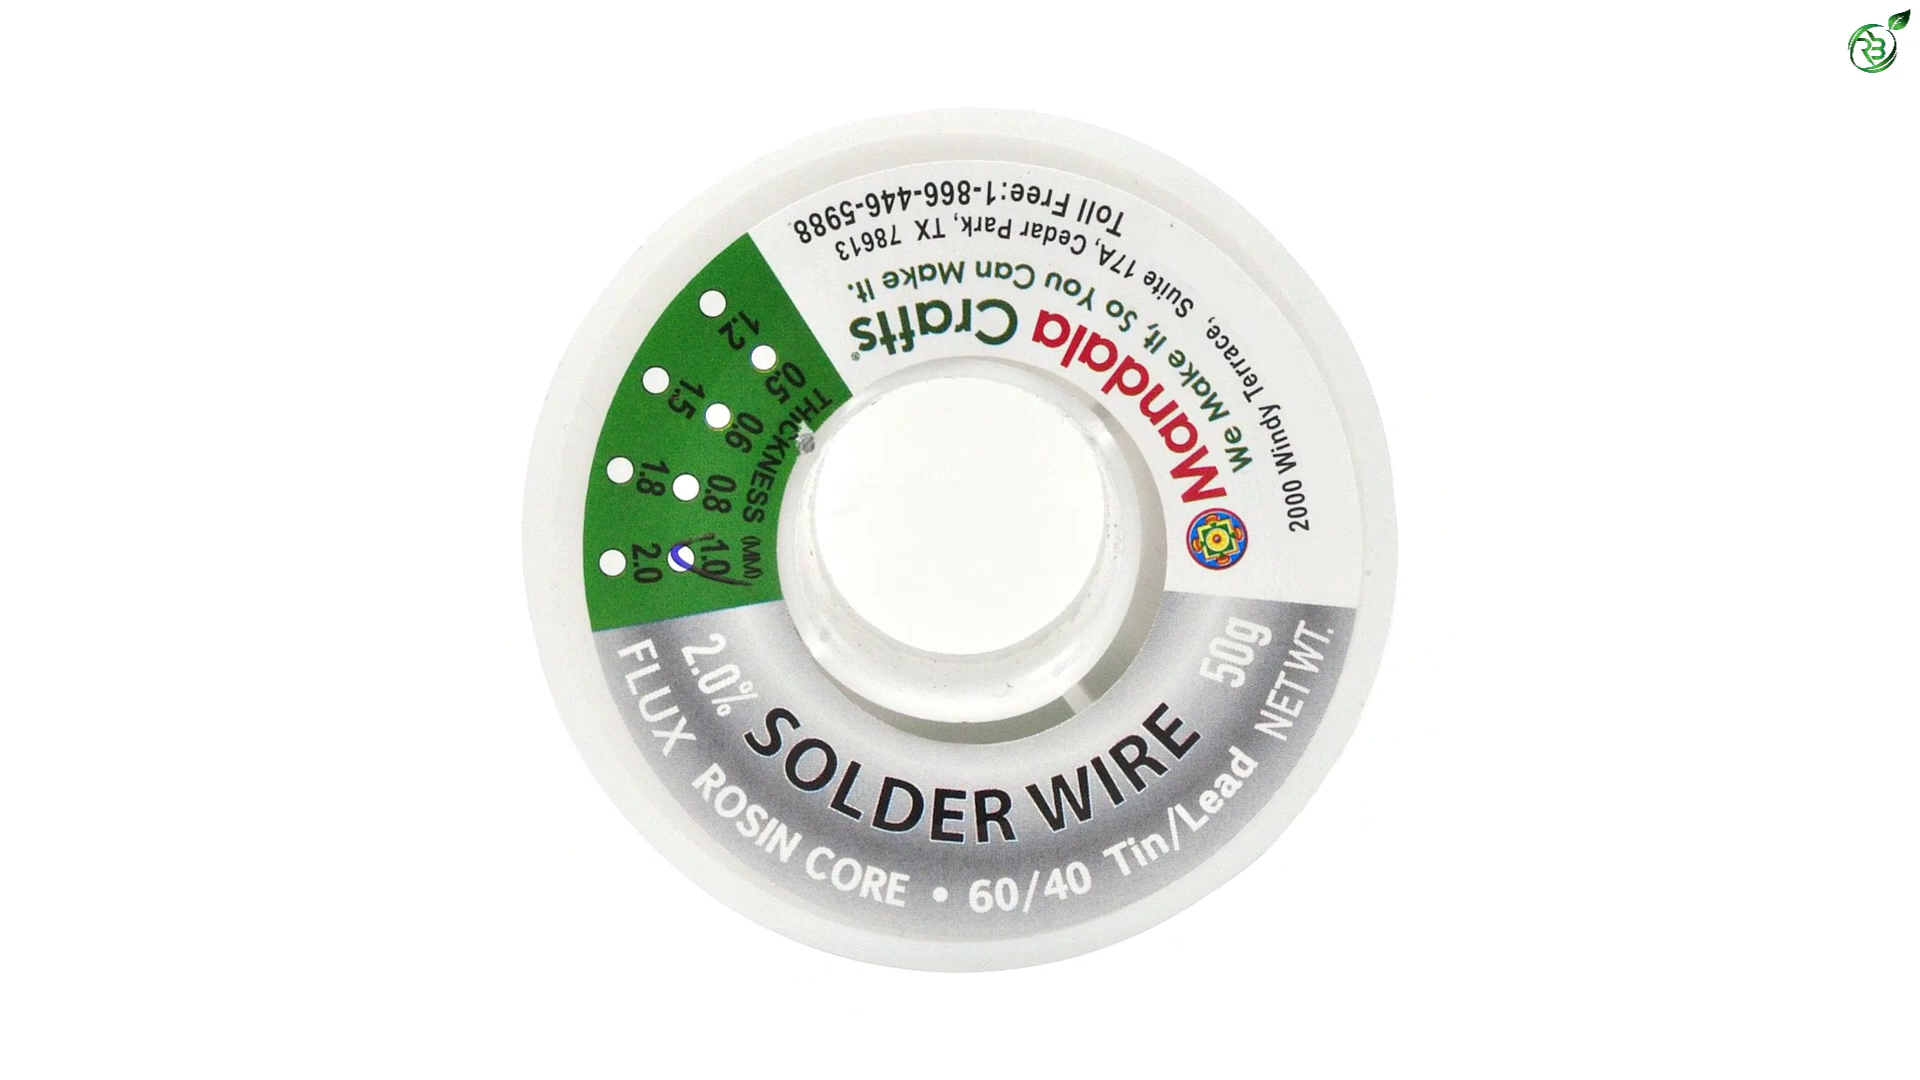 Toll Free:1-866-446-5988
2000 Windy Terrace, Suite 17A, Cedar Park, TX 78613
We Make It, So You Can Make It.
Mandala Crafts®
THICKNESS (MM)
0.5
0.6
0.8
1.0
1.2
1.5
1.8
2.0
2.0%
FLUX
SOLDER WIRE
50g
NETWT.
ROSIN CORE • 60/40 Tin/Lead
RB